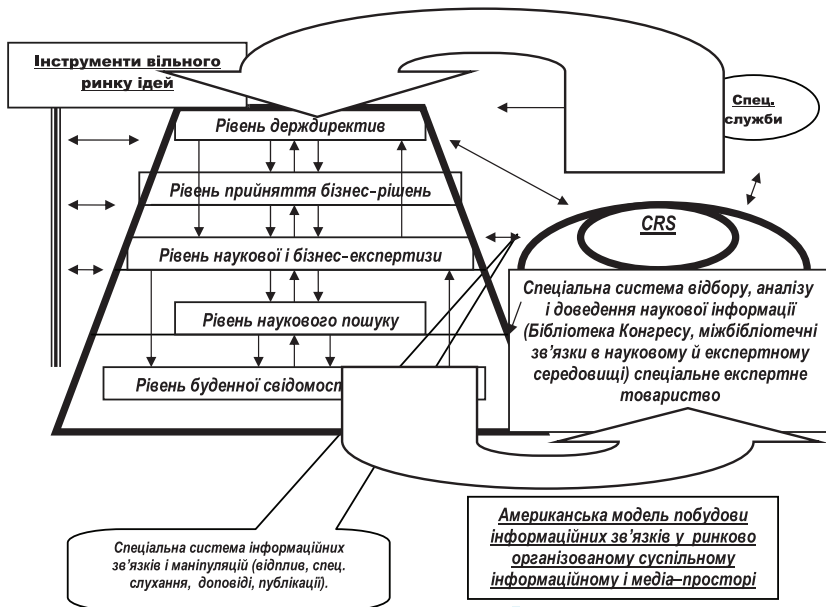 Інструменти вільного
ринку ідей
Спец.
служби
Рівень держдиректив
Рівень прийняття бізнес–рішень
Рівень наукової і бізнес–експертизи
Рівень наукового пошуку
Рівень буденної свідомост
CRS
Спеціальна система відбору, аналізу
і доведення наукової інформації
(Бібліотека Конгресу, міжбібліотечні
зв’язки в науковому й експертному
середовищі) спеціальне експертне
товариство
Спеціальна система інформаційних
зв’язків і маніпуляцій (відплив, спец.
слухання, доповіді, публікації).
Американська модель побудови
інформаційних зв’язків у ринково
організованому суспільному
інформаційному і медіа–просторі